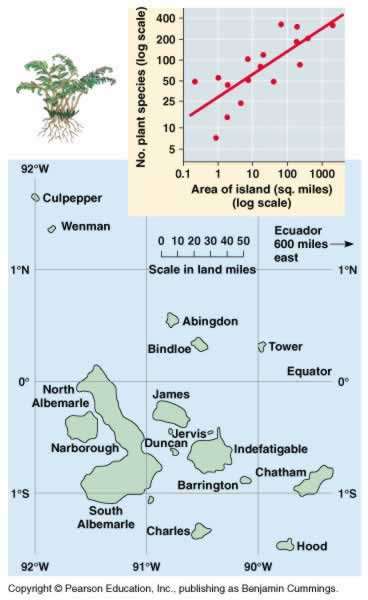 No. plant species (log scale)
400
200
100
50
25
10
5
0.1 1 10 100 1000
Area of island (sq. miles)
(log scale)
92°W
Culpepper
Wenman
Ecuador
600 miles
east
0 10 20 30 40 50
Scale in land miles
1°N 1°N
Abingdon
Bindloe
Tower
Equator
0° 0°
North
Albemarle
James
Jervis
Duncan
Narborough
Indefatigable
Chatham
Barrington
1°S 1°S
South
Albemarle
Charles
Hood
92°W 91°W 90°W
Copyright © Pearson Education, Inc., publishing as Benjamin Cummings.